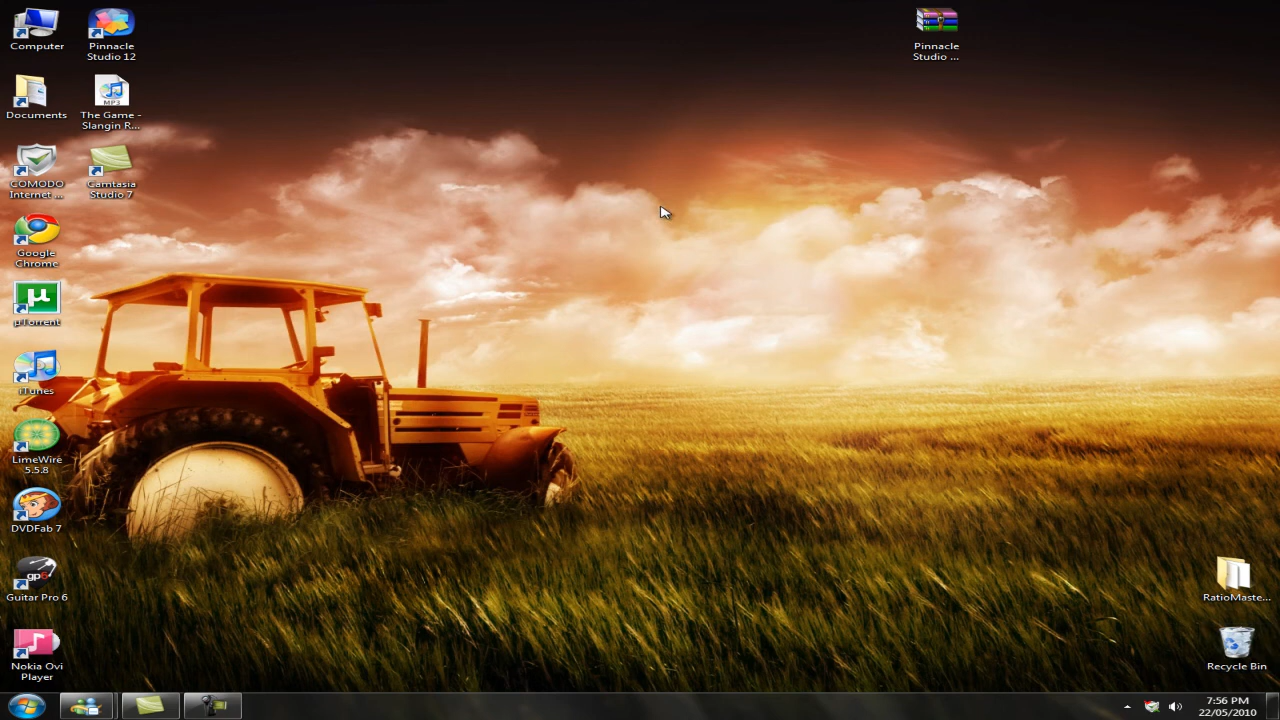 Computer
Pinnacle
Studio 12
Pinnacle
Studio ...
Documents
MP3
The Game -
Slangin R...
COMODO
Internet ...
Camtasia
Studio 7
Google
Chrome
µ
µTorrent
iTunes
LimeWire
5.5.8
DVDFab 7
gp6
Guitar Pro 6
RatioMaste...
Nokia Ovi
Player
Recycle Bin
7:56 PM
22/05/2010